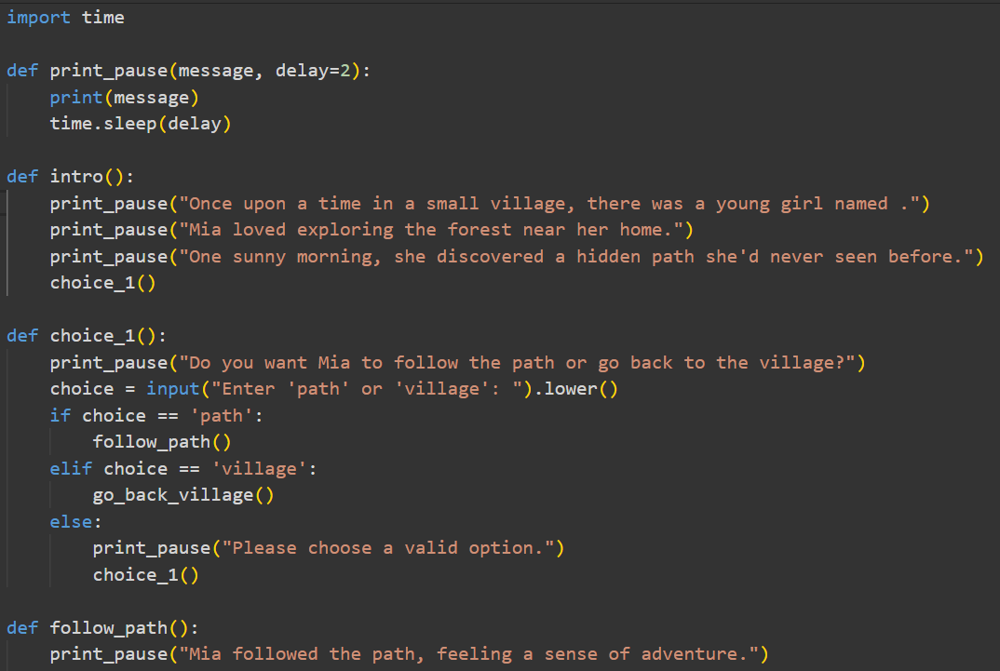 import time
def print_pause(message, delay=2):
    print(message)
    time.sleep(delay)
def intro():
    print_pause("Once upon a time in a small village, there was a young girl named .")
    print_pause("Mia loved exploring the forest near her home.")
    print_pause("One sunny morning, she discovered a hidden path she'd never seen before.")
    choice_1()
def choice_1():
    print_pause("Do you want Mia to follow the path or go back to the village?")
    choice = input("Enter 'path' or 'village': ").lower()
    if choice == 'path':
        follow_path()
    elif choice == 'village':
        go_back_village()
    else:
        print_pause("Please choose a valid option.")
        choice_1()
def follow_path():
    print_pause("Mia followed the path, feeling a sense of adventure.")